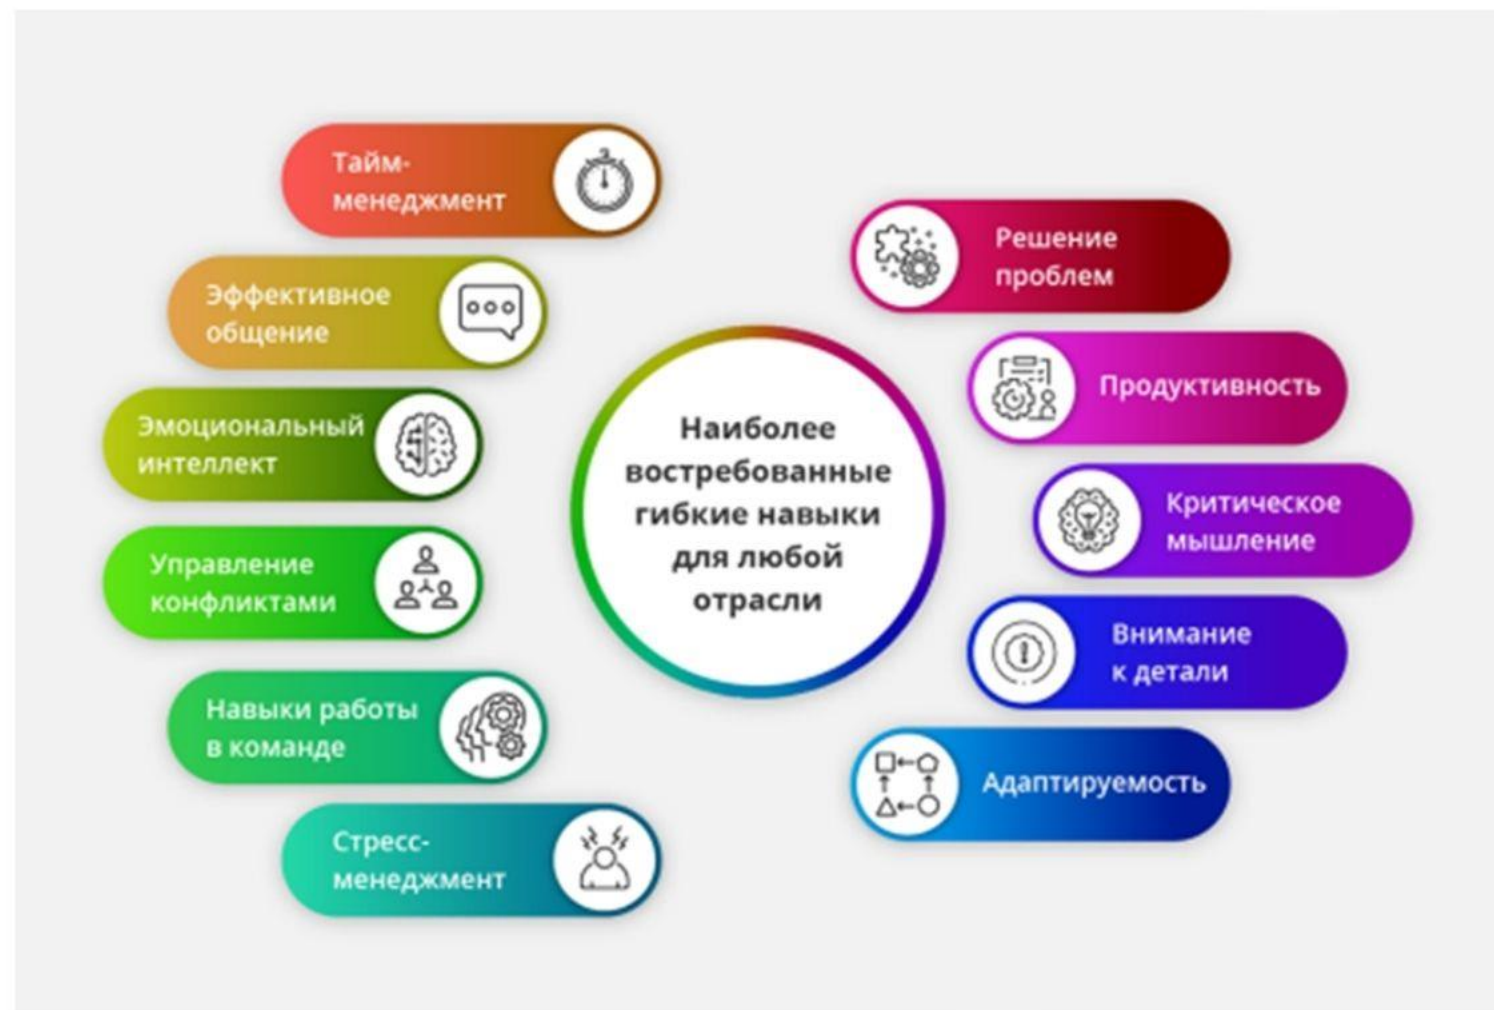 Тайм-
менеджмент
Эффективное
общение
Эмоциональный
интеллект
Управление
конфликтами
Навыки работы
в команде
Стресс-
менеджмент
Наиболее
востребованные
гибкие навыки
для любой
отрасли
Решение
проблем
Продуктивность
Критическое
мышление
Внимание
к детали
Адаптируемость